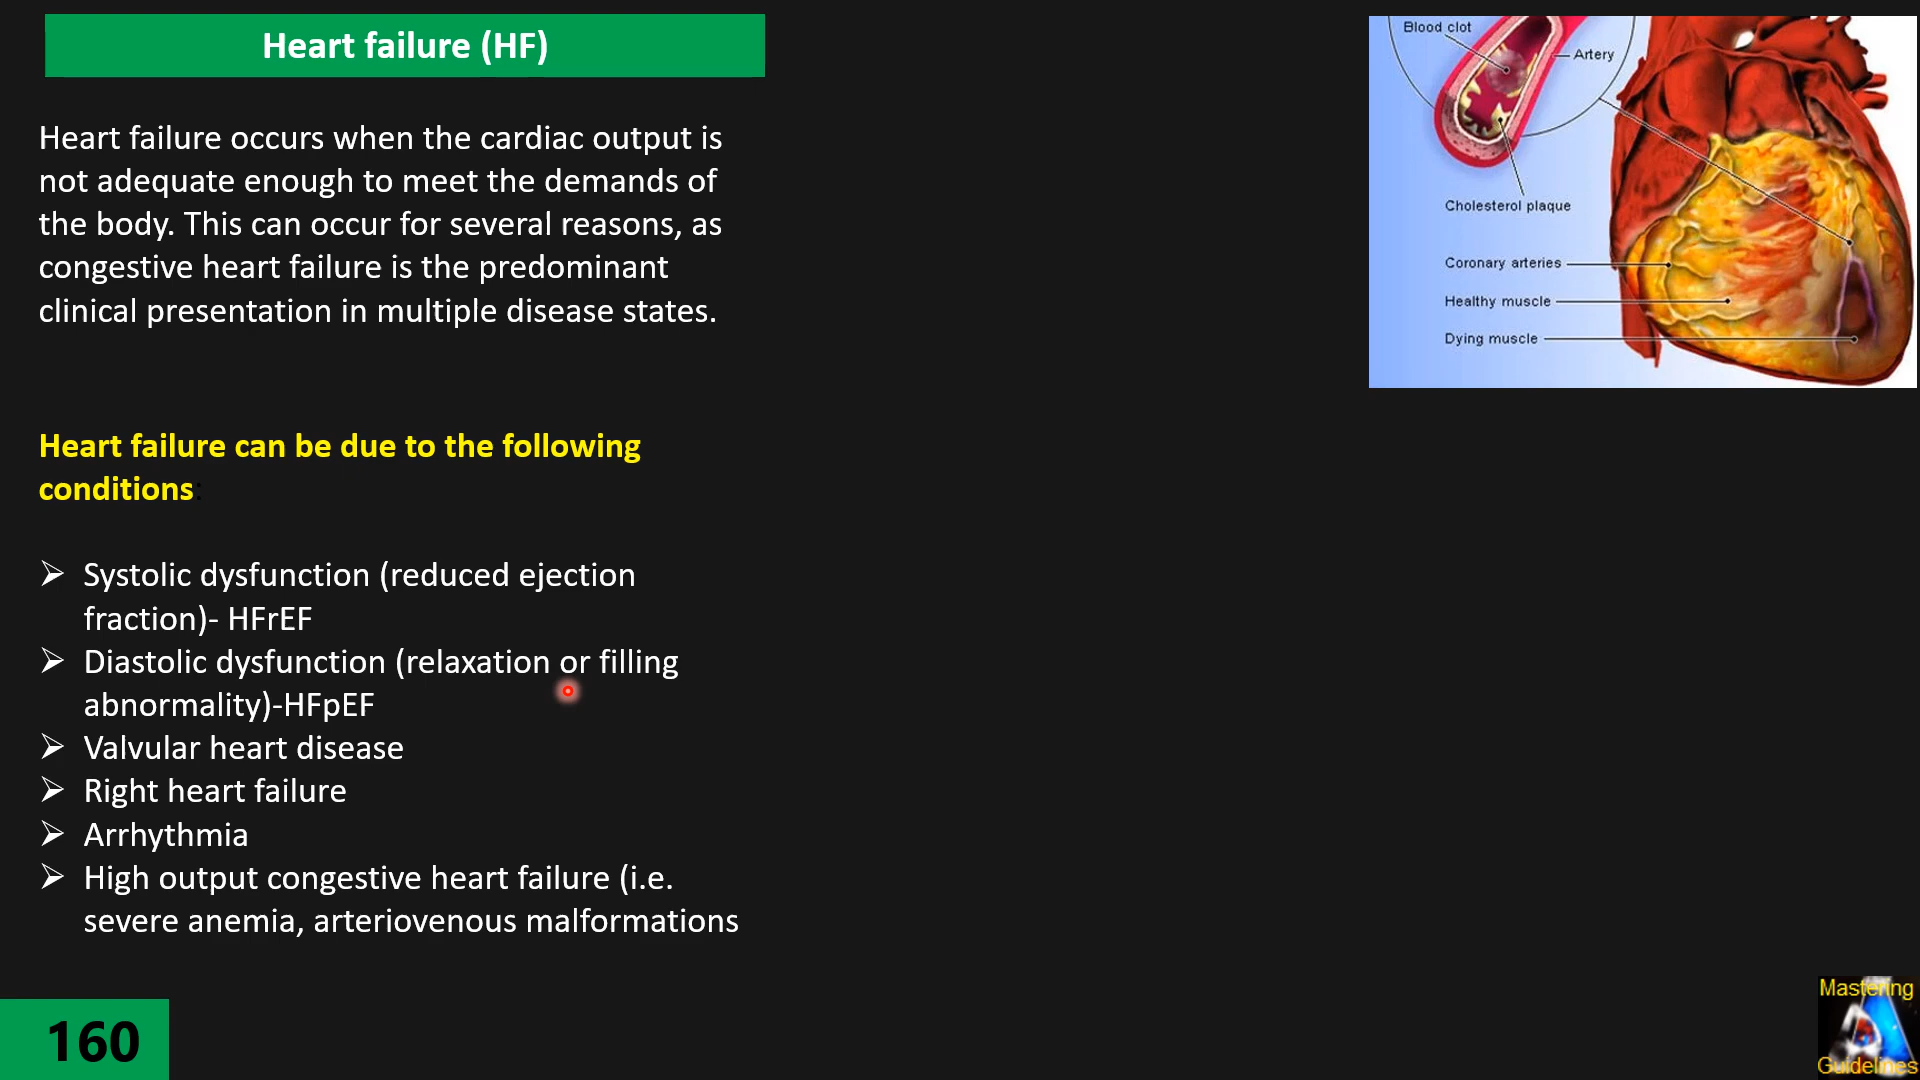 Heart failure (HF)
Heart failure occurs when the cardiac output is
not adequate enough to meet the demands of
the body. This can occur for several reasons, as
congestive heart failure is the predominant
clinical presentation in multiple disease states.
Heart failure can be due to the following
conditions:
➢ Systolic dysfunction (reduced ejection
fraction)- HFrEF
➢ Diastolic dysfunction (relaxation or filling
abnormality)-HFpEF
➢ Valvular heart disease
➢ Right heart failure
➢ Arrhythmia
➢ High output congestive heart failure (i.e.
severe anemia, arteriovenous malformations
160
Blood clot
Artery
Cholesterol plaque
Coronary arteries
Healthy muscle
Dying muscle
Mastering
Guidelines